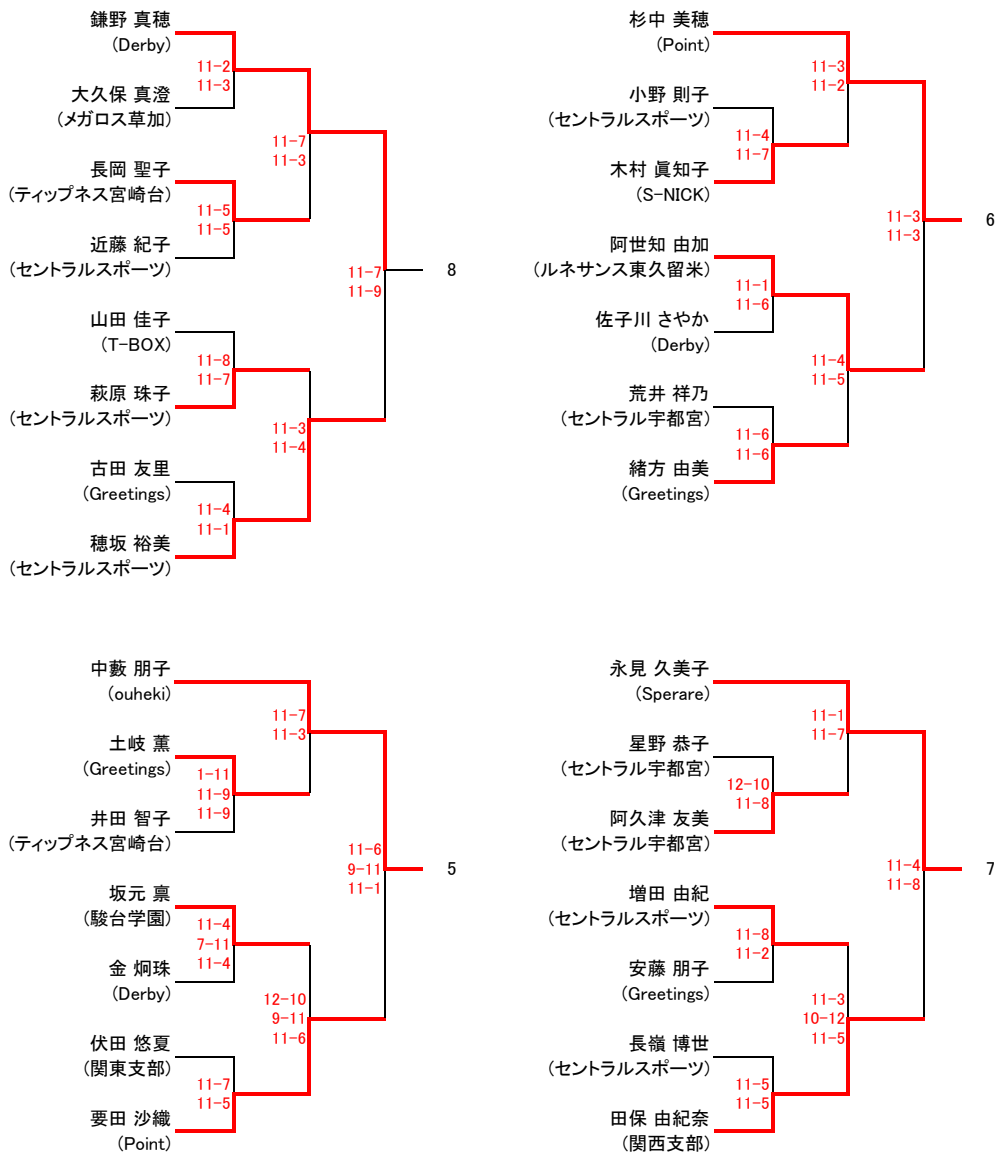 鎌野 真穂
(Derby)
11-2
11-3
大久保 真澄
(メガロス草加)
11-7
11-3
長岡 聖子
(ティップネス宮崎台)
11-5
11-5
近藤 紀子
(セントラルスポーツ)
11-7
11-9
8
山田 佳子
(T-BOX)
11-8
11-7
萩原 珠子
(セントラルスポーツ)
11-3
11-4
古田 友里
(Greetings)
11-4
11-1
穂坂 裕美
(セントラルスポーツ)
杉中 美穂
(Point)
11-3
11-2
小野 則子
(セントラルスポーツ)
11-4
11-7
木村 眞知子
(S-NICK)
11-3
11-3
6
阿世知 由加
(ルネサンス東久留米)
11-1
11-6
佐子川 さやか
(Derby)
11-4
11-5
荒井 祥乃
(セントラル宇都宮)
11-6
11-6
緒方 由美
(Greetings)
中藪 朋子
(ouheki)
11-7
11-3
土岐 薫
(Greetings)
1-11
11-9
11-9
井田 智子
(ティップネス宮崎台)
11-6
9-11
11-1
5
坂元 凛
(駿台学園)
11-4
7-11
11-4
金 炯珠
(Derby)
12-10
9-11
11-6
伏田 悠夏
(関東支部)
11-7
11-5
要田 沙織
(Point)
永見 久美子
(Sperare)
11-1
11-7
星野 恭子
(セントラル宇都宮)
12-10
11-8
阿久津 友美
(セントラル宇都宮)
11-4
11-8
7
増田 由紀
(セントラルスポーツ)
11-8
11-2
安藤 朋子
(Greetings)
11-3
10-12
11-5
長嶺 博世
(セントラルスポーツ)
11-5
11-5
田保 由紀奈
(関西支部)